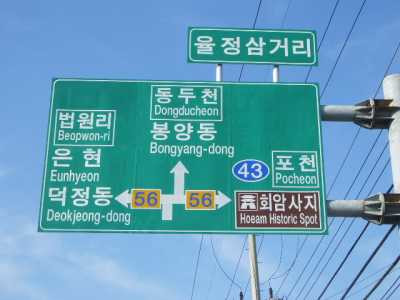 율정삼거리
동두천
Dongducheon
봉양동
Bongyang-dong
법원리
Beopwon-ri
은현
Eunhyeon
덕정동
Deokjeong-dong
56
56
43
포천
Pocheon
회암사지
Hoeam Historic Spot